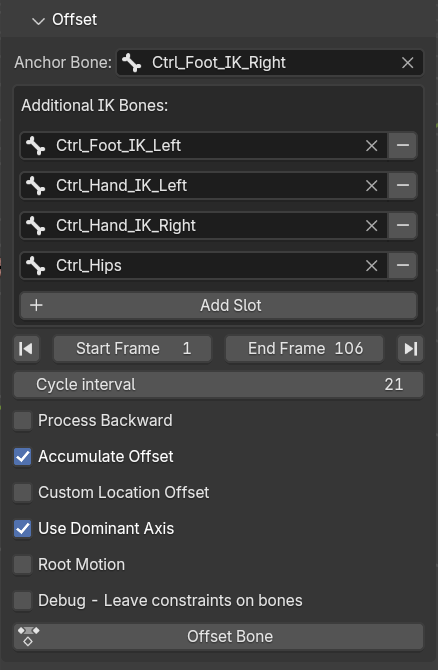 Offset
Anchor Bone: Ctrl_Foot_IK_Right
Additional IK Bones:
Ctrl_Foot_IK_Left
Ctrl_Hand_IK_Left
Ctrl_Hand_IK_Right
Ctrl_Hips
Add Slot
Start Frame 1 End Frame 106
Cycle interval 21
Process Backward
Accumulate Offset
Custom Location Offset
Use Dominant Axis
Root Motion
Debug - Leave constraints on bones
Offset Bone